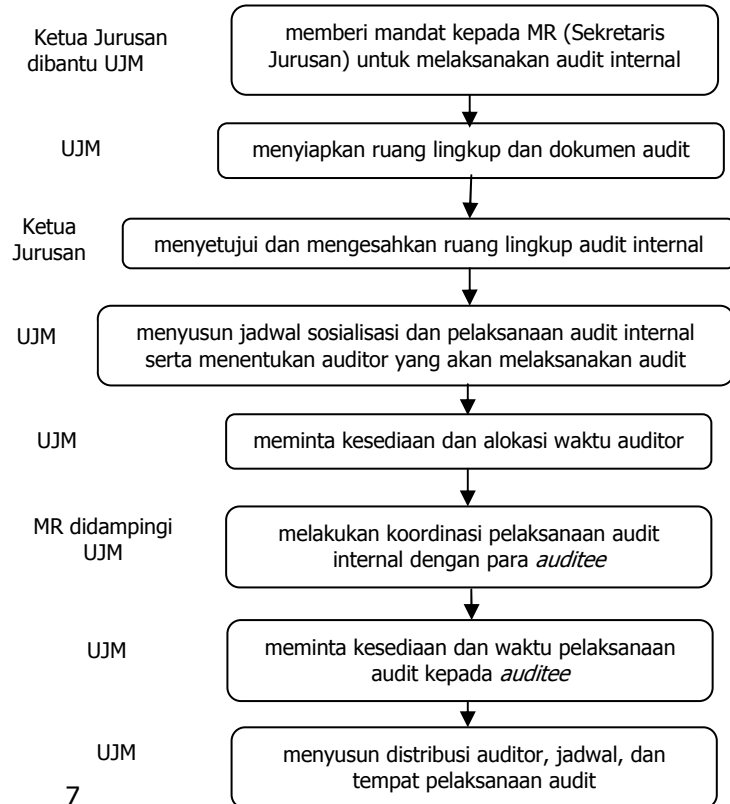 Ketua Jurusan
dibantu UJM
memberi mandat kepada MR (Sekretaris
Jurusan) untuk melaksanakan audit internal
UJM
menyiapkan ruang lingkup dan dokumen audit
Ketua
Jurusan
menyetujui dan mengesahkan ruang lingkup audit internal
UJM
menyusun jadwal sosialisasi dan pelaksanaan audit internal
serta menentukan auditor yang akan melaksanakan audit
UJM
meminta kesediaan dan alokasi waktu auditor
MR didampingi
UJM
melakukan koordinasi pelaksanaan audit
internal dengan para auditee
UJM
meminta kesediaan dan waktu pelaksanaan
audit kepada auditee
UJM
menyusun distribusi auditor, jadwal, dan
tempat pelaksanaan audit
7